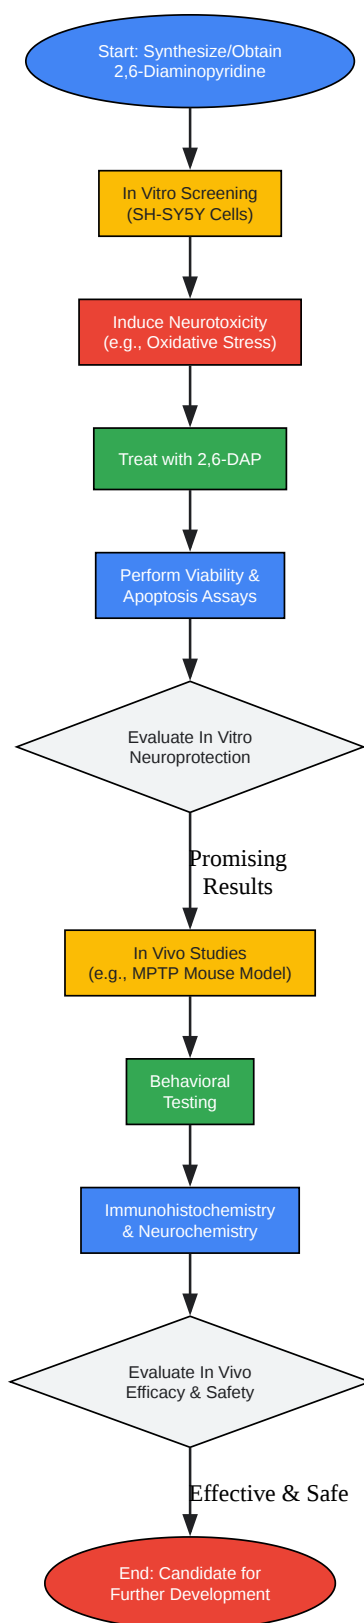 Start: Synthesize/Obtain
2,6-Diaminopyridine
In Vitro Screening
(SH-SY5Y Cells)
Induce Neurotoxicity
(e.g., Oxidative Stress)
Treat with 2,6-DAP
Perform Viability &
Apoptosis Assays
Evaluate In Vitro
Neuroprotection
Promising
Results
In Vivo Studies
(e.g., MPTP Mouse Model)
Behavioral
Testing
Immunohistochemistry
& Neurochemistry
Evaluate In Vivo
Efficacy & Safety
Effective & Safe
End: Candidate for
Further Development